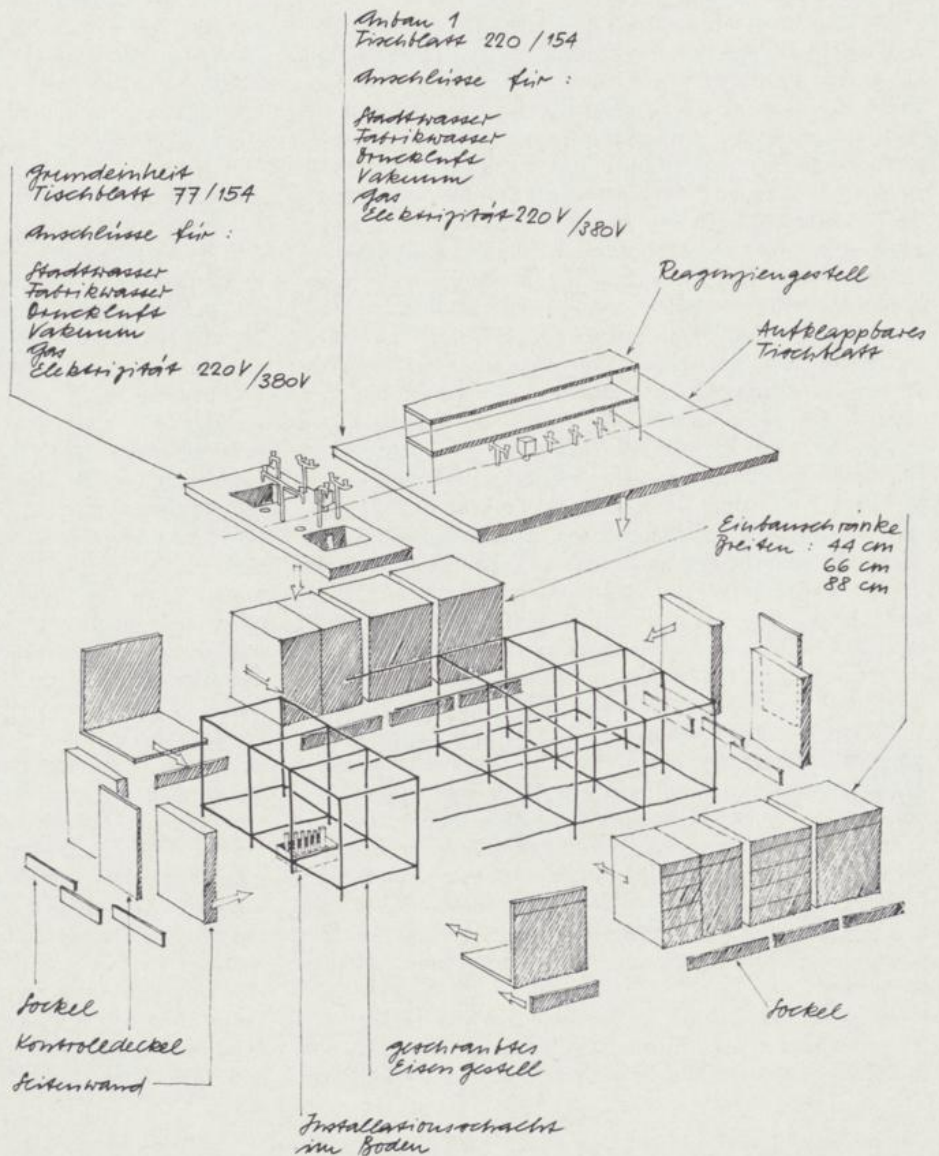 Anbau 1
Tischblatt 220/154
Anschlüsse für:
Stadtwasser
Fabrikwasser
Druckluft
Vakuum
Gas
Elektrizität 220V/380V
Grundeinheit
Tischblatt 77/154
Anschlüsse für:
Stadtwasser
Fabrikwasser
Druckluft
Vakuum
Gas
Elektrizität 220V/380V
Reagenziengestell
Aufklappbares
Tischblatt
Einbauschränke
Breiten: 44 cm
66 cm
88 cm
Sockel
Kontrolldeckel
Seitenwand
geschraubtes
Eisengestell
Installationsschacht
im Boden
Sockel